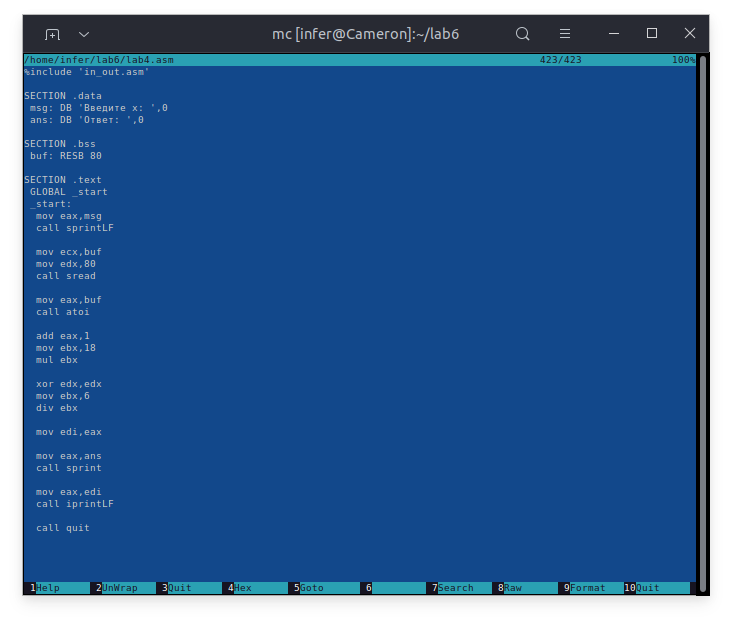 mc [infer@Cameron]:~/lab6
/home/infer/lab6/lab4.asm 423/423 100%
%include 'in_out.asm'
SECTION .data
msg: DB 'Введите x: ',0
ans: DB 'Ответ: ',0
SECTION .bss
buf: RESB 80
SECTION .text
GLOBAL _start
_start:
mov eax,msg
call sprintLF
mov ecx,buf
mov edx,80
call sread
mov eax,buf
call atoi
add eax,1
mov ebx,18
mul ebx
xor edx,edx
mov ebx,6
div ebx
mov edi,eax
mov eax,ans
call sprint
mov eax,edi
call iprintLF
call quit
1Help 2UnWrap 3Quit 4Hex 5Goto 6 7Search 8Raw 9Format 10Quit